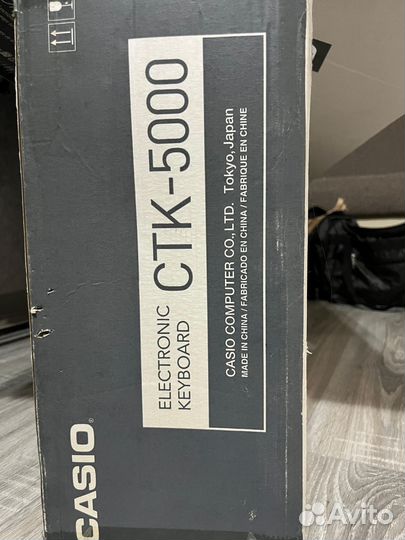 CASIO®
ELECTRONIC
KEYBOARD
CTK-5000
CASIO COMPUTER CO., LTD. Tokyo, Japan
MADE IN CHINA / FABRICADO EN CHINA / FABRIQUE EN CHINE
Avito